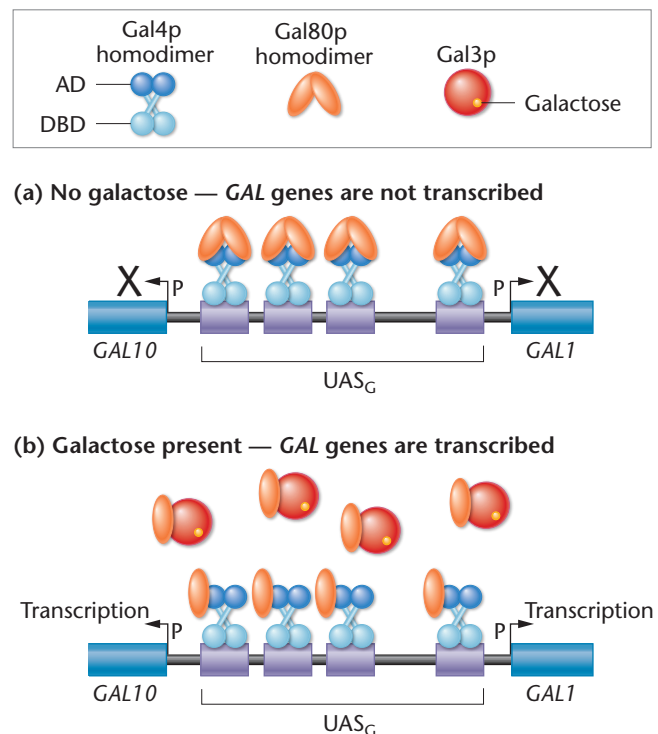 Gal4p
homodimer
Gal80p
homodimer
Gal3p
AD
DBD
Galactose
(a) No galactose — GAL genes are not transcribed
X P P X
GAL10 GAL1
UASG
(b) Galactose present — GAL genes are transcribed
Transcription P P Transcription
GAL10 GAL1
UASG